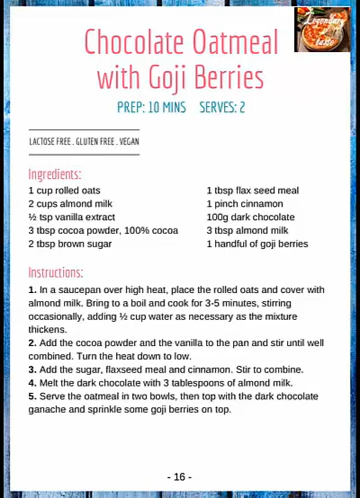 Legendary
taste
Chocolate Oatmeal
with Goji Berries
PREP: 10 MINS SERVES: 2
LACTOSE FREE . GLUTEN FREE . VEGAN
Ingredients:
1 cup rolled oats
2 cups almond milk
½ tsp vanilla extract
3 tbsp cocoa powder, 100% cocoa
2 tbsp brown sugar
1 tbsp flax seed meal
1 pinch cinnamon
100g dark chocolate
3 tbsp almond milk
1 handful of goji berries
Instructions:
1. In a saucepan over high heat, place the rolled oats and cover with
almond milk. Bring to a boil and cook for 3-5 minutes, stirring
occasionally, adding ½ cup water as necessary as the mixture
thickens.
2. Add the cocoa powder and the vanilla to the pan and stir until well
combined. Turn the heat down to low.
3. Add the sugar, flaxseed meal and cinnamon. Stir to combine.
4. Melt the dark chocolate with 3 tablespoons of almond milk.
5. Serve the oatmeal in two bowls, then top with the dark chocolate
ganache and sprinkle some goji berries on top.
- 16 -